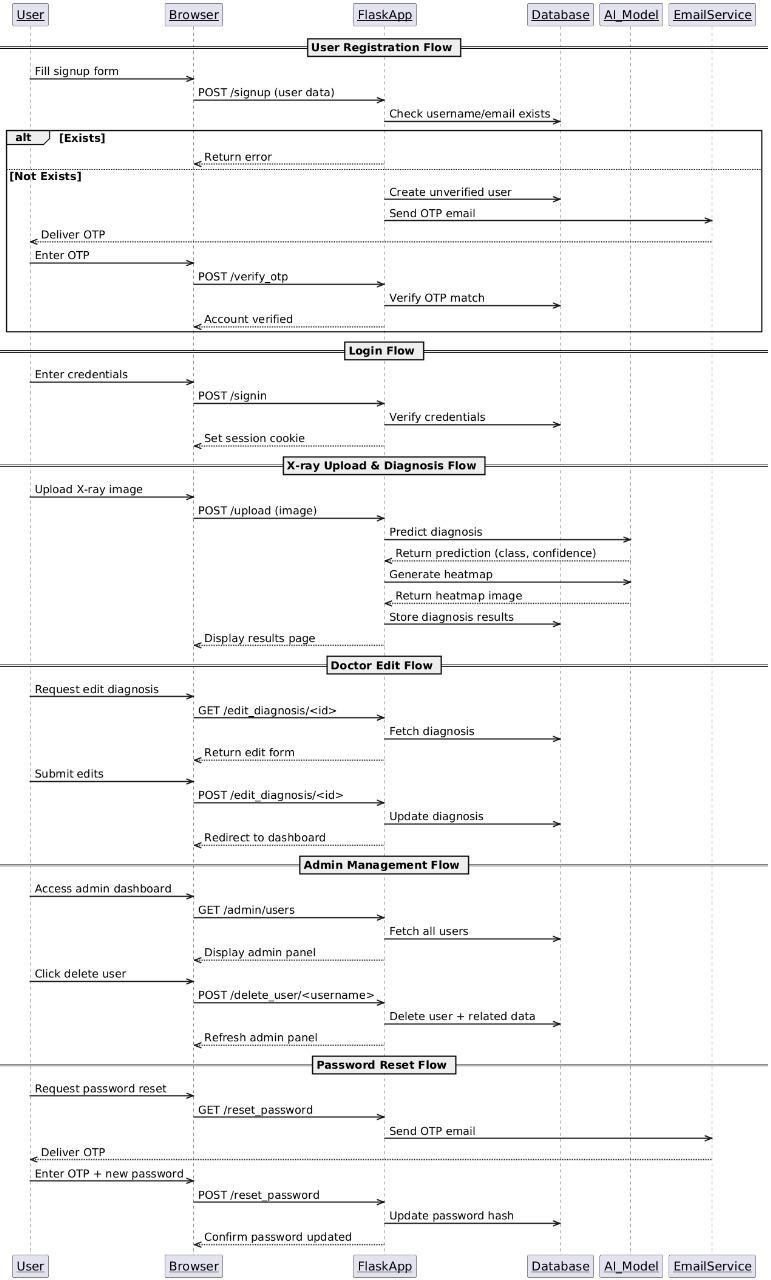 User Browser FlaskApp Database AI_Model EmailService
User Registration Flow
Fill signup form
POST /signup (user data)
Check username/email exists
alt [Exists]
Return error
[Not Exists]
Create unverified user
Send OTP email
Deliver OTP
Enter OTP
POST /verify_otp
Verify OTP match
Account verified
Login Flow
Enter credentials
POST /signin
Verify credentials
Set session cookie
X-ray Upload & Diagnosis Flow
Upload X-ray image
POST /upload (image)
Predict diagnosis
Return prediction (class, confidence)
Generate heatmap
Return heatmap image
Store diagnosis results
Display results page
Doctor Edit Flow
Request edit diagnosis
GET /edit_diagnosis/<id>
Fetch diagnosis
Return edit form
Submit edits
POST /edit_diagnosis/<id>
Update diagnosis
Redirect to dashboard
Admin Management Flow
Access admin dashboard
GET /admin/users
Fetch all users
Display admin panel
Click delete user
POST /delete_user/<username>
Delete user + related data
Refresh admin panel
Password Reset Flow
Request password reset
GET /reset_password
Send OTP email
Deliver OTP
Enter OTP + new password
POST /reset_password
Update password hash
Confirm password updated
User Browser FlaskApp Database AI_Model EmailService